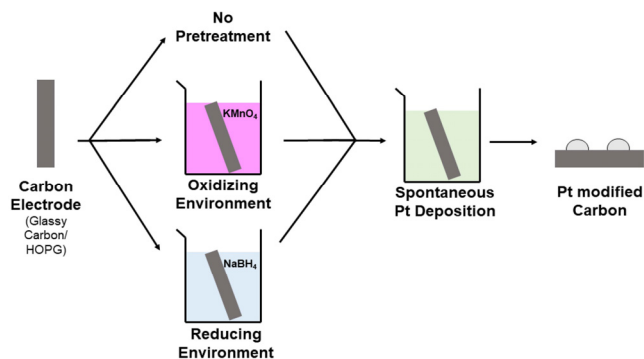 No
Pretreatment
KMnO₄
Oxidizing
Environment
NaBH₄
Reducing
Environment
Carbon
Electrode
(Glassy
Carbon/
HOPG)
Spontaneous
Pt Deposition
Pt modified
Carbon